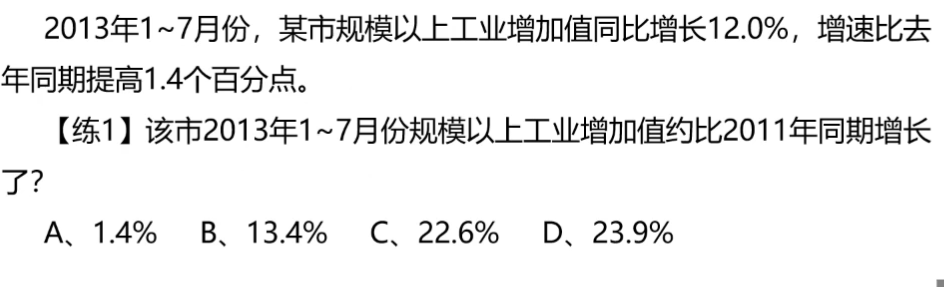 2013年1~7月份，某市规模以上工业增加值同比增长12.0%，增速比去
年同期提高1.4个百分点。
【练1】该市2013年1~7月份规模以上工业增加值约比2011年同期增长
了？
A、1.4% B、13.4% C、22.6% D、23.9%